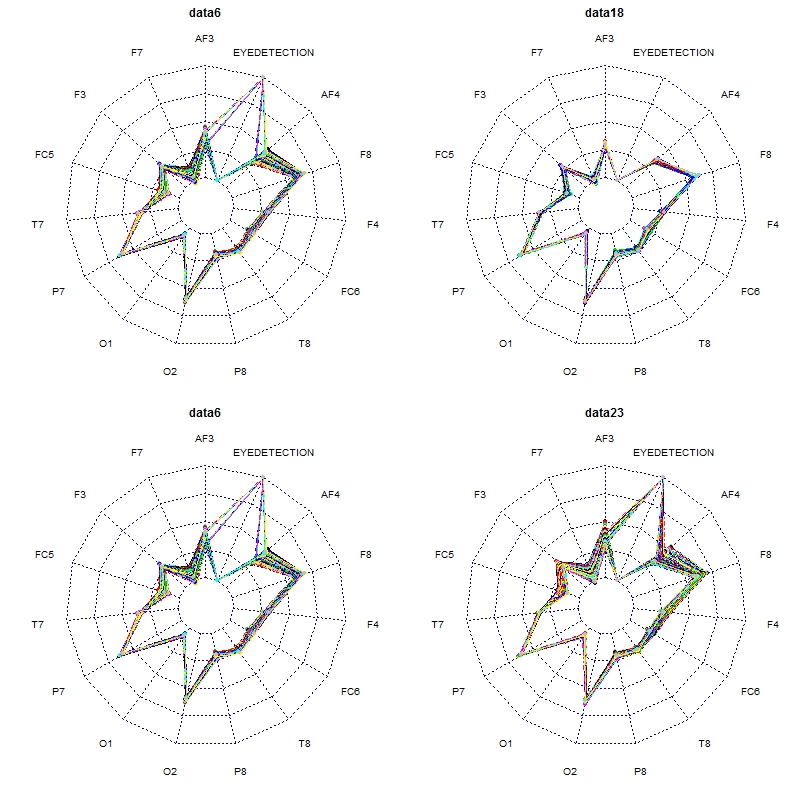 data6
AF3
EYEDETECTION
F7
AF4
F3
F8
FC5
F4
T7
FC6
P7
T8
O1
P8
O2
data18
AF3
EYEDETECTION
F7
AF4
F3
F8
FC5
F4
T7
FC6
P7
T8
O1
P8
O2
data6
AF3
EYEDETECTION
F7
AF4
F3
F8
FC5
F4
T7
FC6
P7
T8
O1
P8
O2
data23
AF3
EYEDETECTION
F7
AF4
F3
F8
FC5
F4
T7
FC6
P7
T8
O1
P8
O2